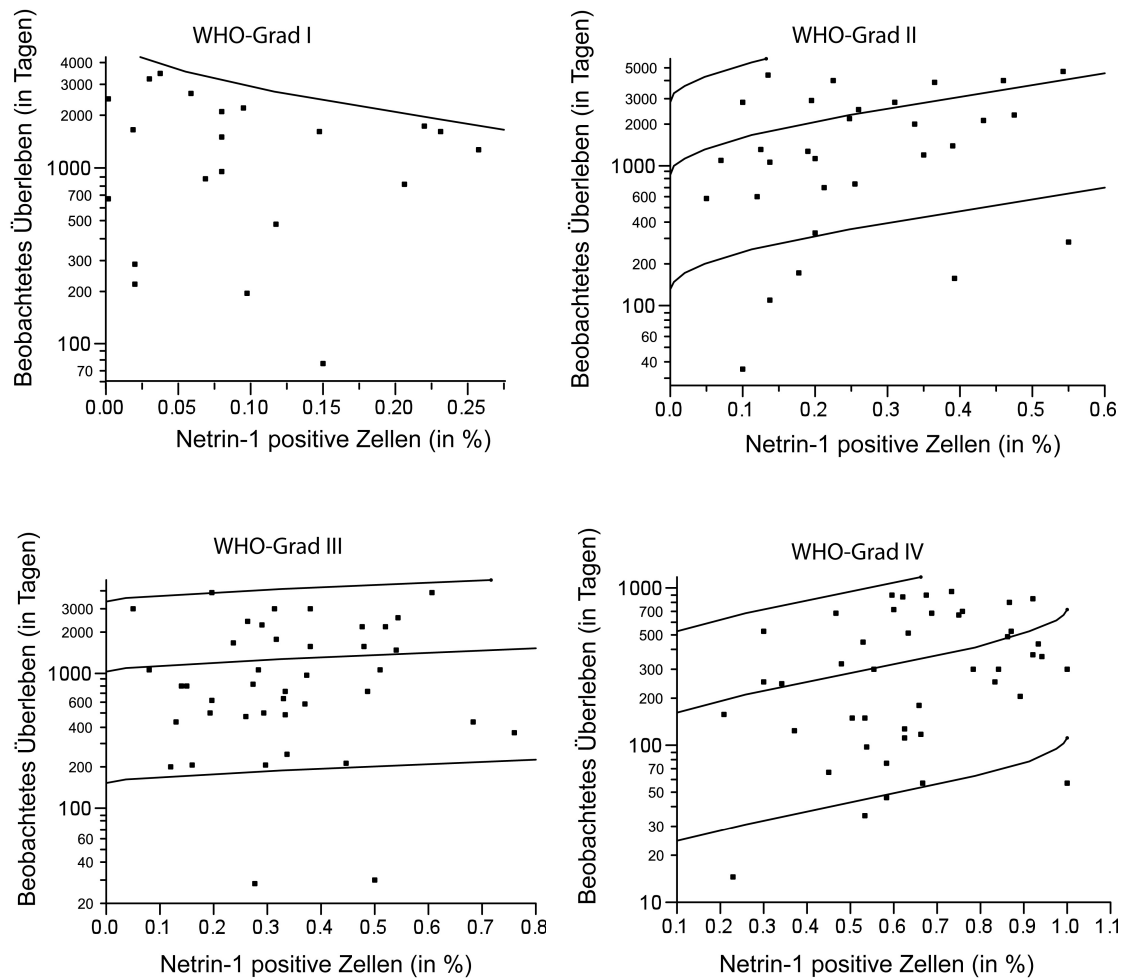 WHO-Grad I
Beobachtetes Überleben (in Tagen)
4000
3000
2000
1000
700
500
300
200
100
70
0.00 0.05 0.10 0.15 0.20 0.25
Netrin-1 positive Zellen (in %)
WHO-Grad II
Beobachtetes Überleben (in Tagen)
5000
3000
2000
1000
600
400
200
100
60
40
0.0 0.1 0.2 0.3 0.4 0.5 0.6
Netrin-1 positive Zellen (in %)
WHO-Grad III
Beobachtetes Überleben (in Tagen)
3000
2000
1000
600
400
200
100
60
40
20
0.0 0.1 0.2 0.3 0.4 0.5 0.6 0.7 0.8
Netrin-1 positive Zellen (in %)
WHO-Grad IV
Beobachtetes Überleben (in Tagen)
1000
700
500
300
200
100
70
50
30
20
10
0.1 0.2 0.3 0.4 0.5 0.6 0.7 0.8 0.9 1.0 1.1
Netrin-1 positive Zellen (in %)